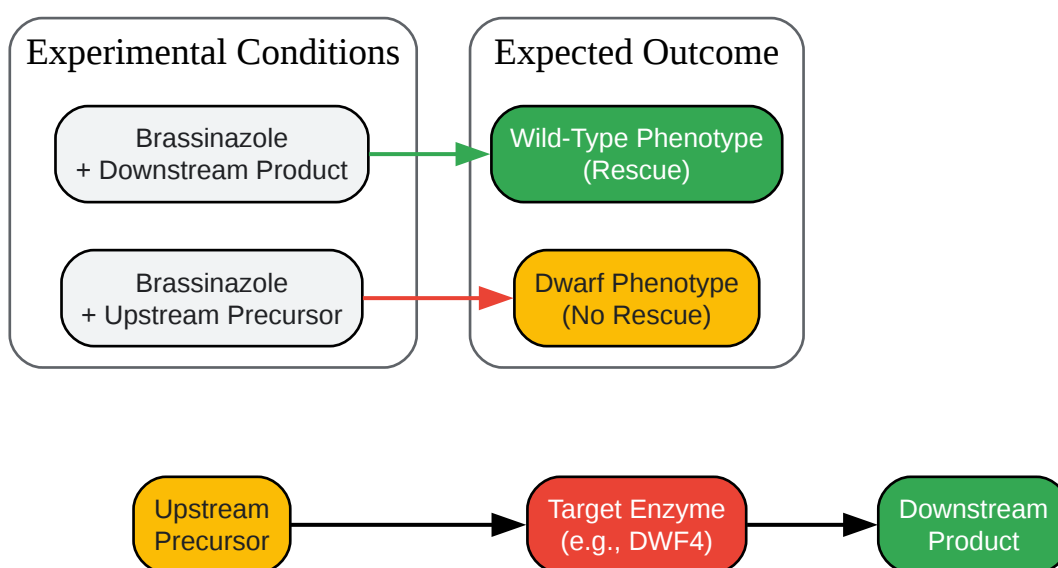 Experimental Conditions
Expected Outcome
Brassinazole
+ Downstream Product
Wild-Type Phenotype
(Rescue)
Brassinazole
+ Upstream Precursor
Dwarf Phenotype
(No Rescue)
Upstream
Precursor
Target Enzyme
(e.g., DWF4)
Downstream
Product